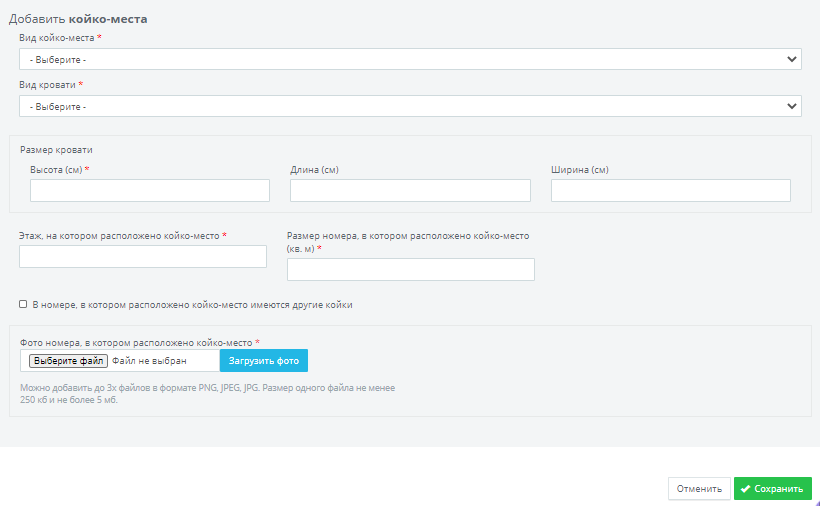 Добавить койко-места
Вид койко-места *
- Выберите -
Вид кровати *
- Выберите -
Размер кровати
Высота (см) *
Длина (см)
Ширина (см)
Этаж, на котором расположено койко-место *
Размер номера, в котором расположено койко-место
(кв. м) *
В номере, в котором расположено койко-место имеются другие койки
Фото номера, в котором расположено койко-место *
Выберите файл Файл не выбран Загрузить фото
Можно добавить до 3х файлов в формате PNG, JPEG, JPG. Размер одного файла не менее
250 кб и не более 5 мб.
Отменить
Сохранить